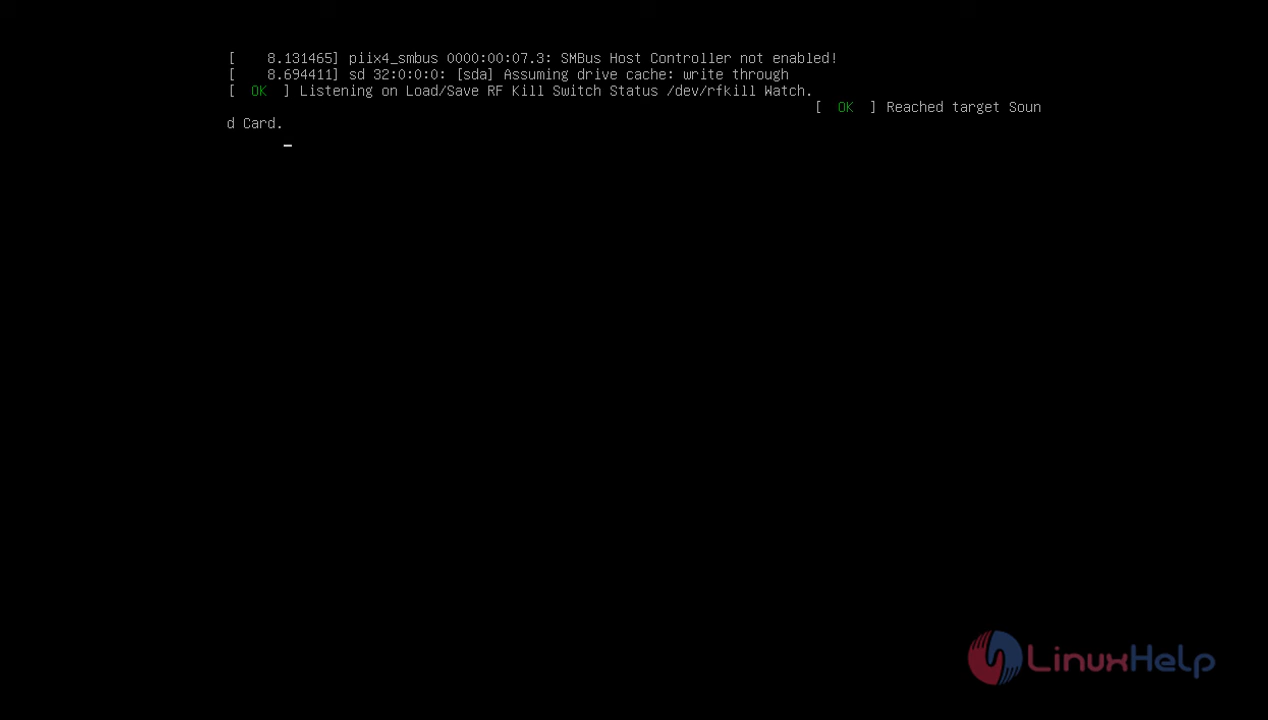 [    8.131465] piix4_smbus 0000:00:07.3: SMBus Host Controller not enabled!
[    8.694411] sd 32:0:0:0: [sda] Assuming drive cache: write through
[  OK  ] Listening on Load/Save RF Kill Switch Status /dev/rfkill Watch.
[  OK  ] Reached target Soun
d Card.
LinuxHelp